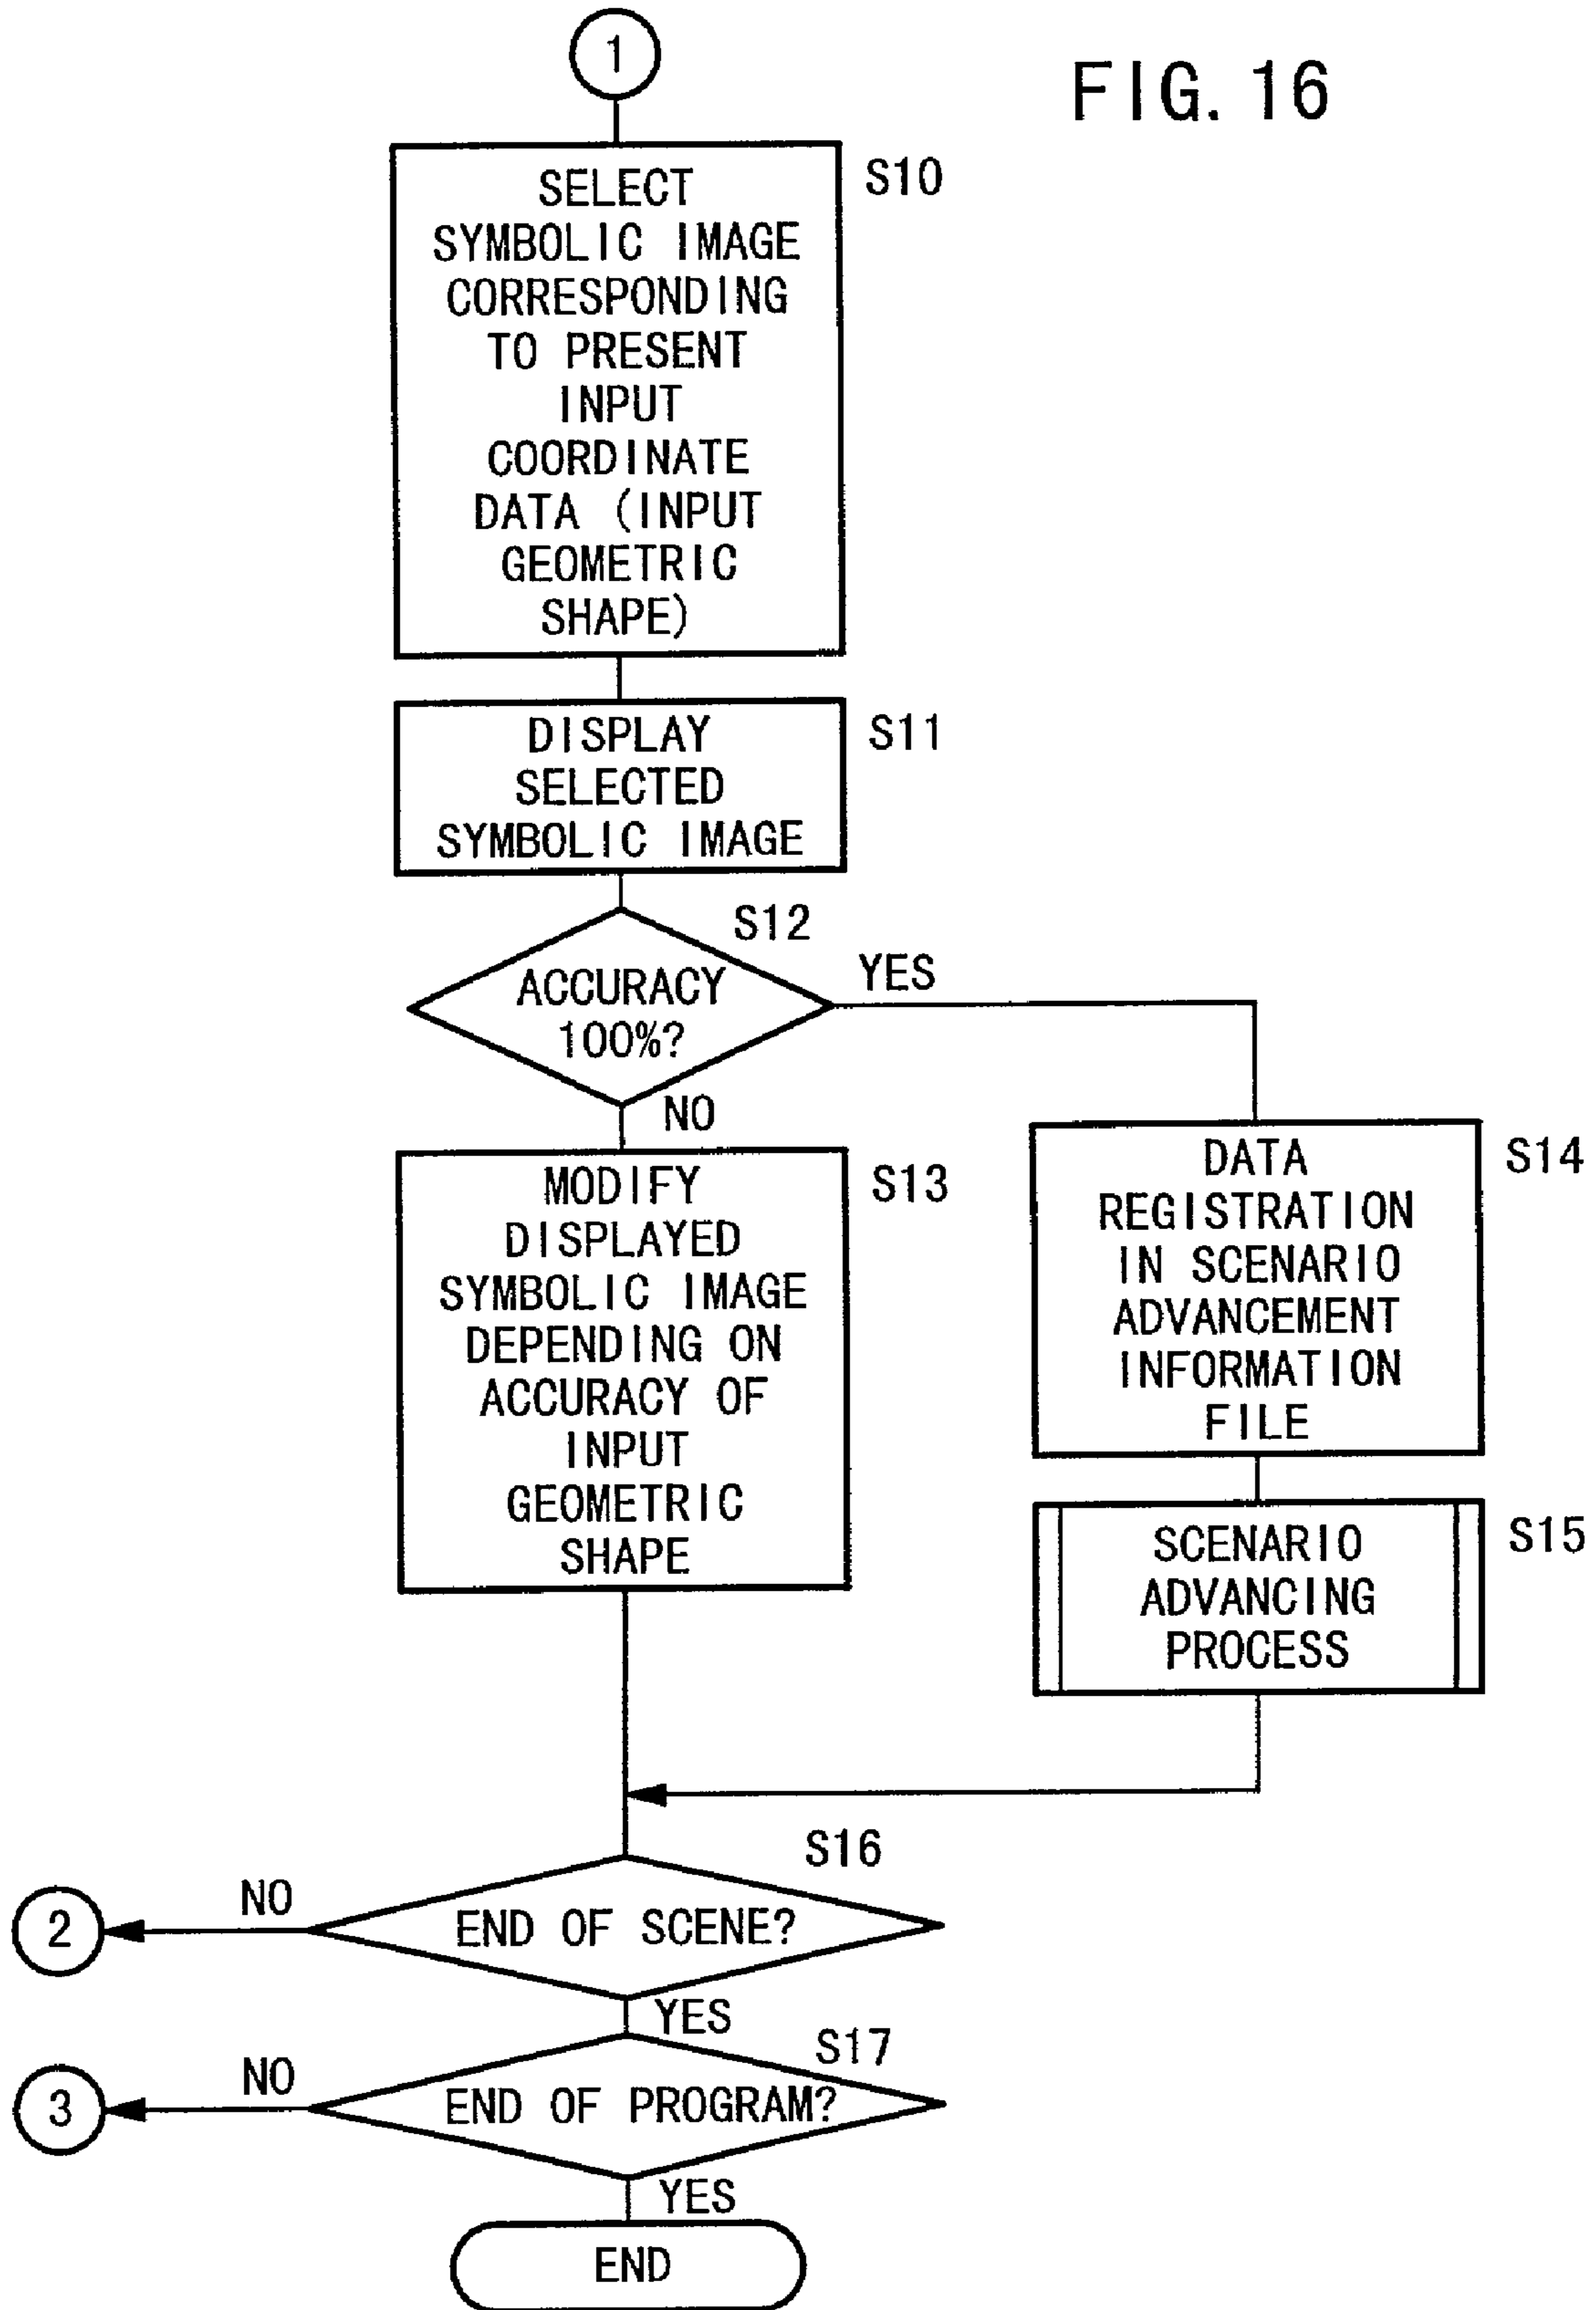 FIG. 16
1
SELECT
SYMBOLIC IMAGE
CORRESPONDING
TO PRESENT
INPUT
COORDINATE
DATA (INPUT
GEOMETRIC
SHAPE)
S10
DISPLAY
SELECTED
SYMBOLIC IMAGE
S11
S12
ACCURACY
100%?
YES
NO
MODIFY
DISPLAYED
SYMBOLIC IMAGE
DEPENDING ON
ACCURACY OF
INPUT
GEOMETRIC
SHAPE
S13
DATA
REGISTRATION
IN SCENARIO
ADVANCEMENT
INFORMATION
FILE
S14
SCENARIO
ADVANCING
PROCESS
S15
S16
END OF SCENE?
NO
2
YES
S17
END OF PROGRAM?
NO
3
YES
END